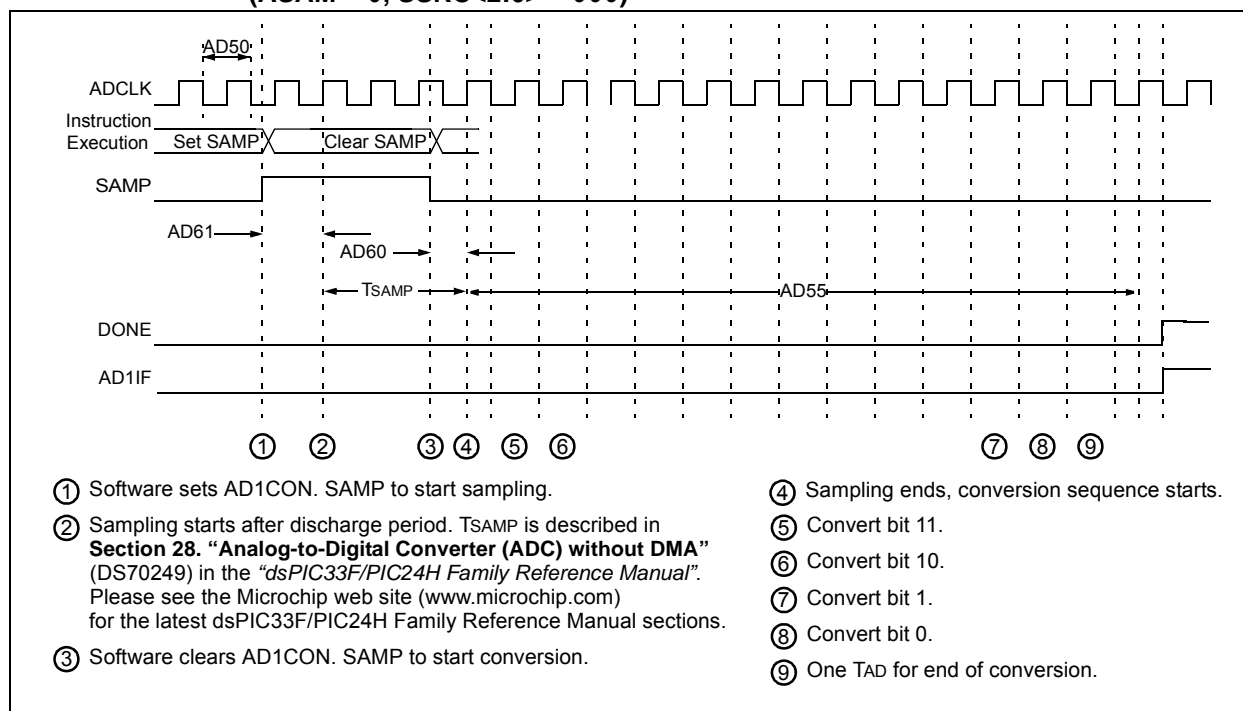 AD50
ADCLK
Instruction
Execution Set SAMP Clear SAMP
SAMP
AD61
AD60
TSAMP AD55
DONE
AD1IF
1 2 3 4 5 6 7 8 9
1 Software sets AD1CON. SAMP to start sampling.
2 Sampling starts after discharge period. TSAMP is described in
Section 28. “Analog-to-Digital Converter (ADC) without DMA”
(DS70249) in the “dsPIC33F/PIC24H Family Reference Manual”.
Please see the Microchip web site (www.microchip.com)
for the latest dsPIC33F/PIC24H Family Reference Manual sections.
3 Software clears AD1CON. SAMP to start conversion.
4 Sampling ends, conversion sequence starts.
5 Convert bit 11.
6 Convert bit 10.
7 Convert bit 1.
8 Convert bit 0.
9 One TAD for end of conversion.